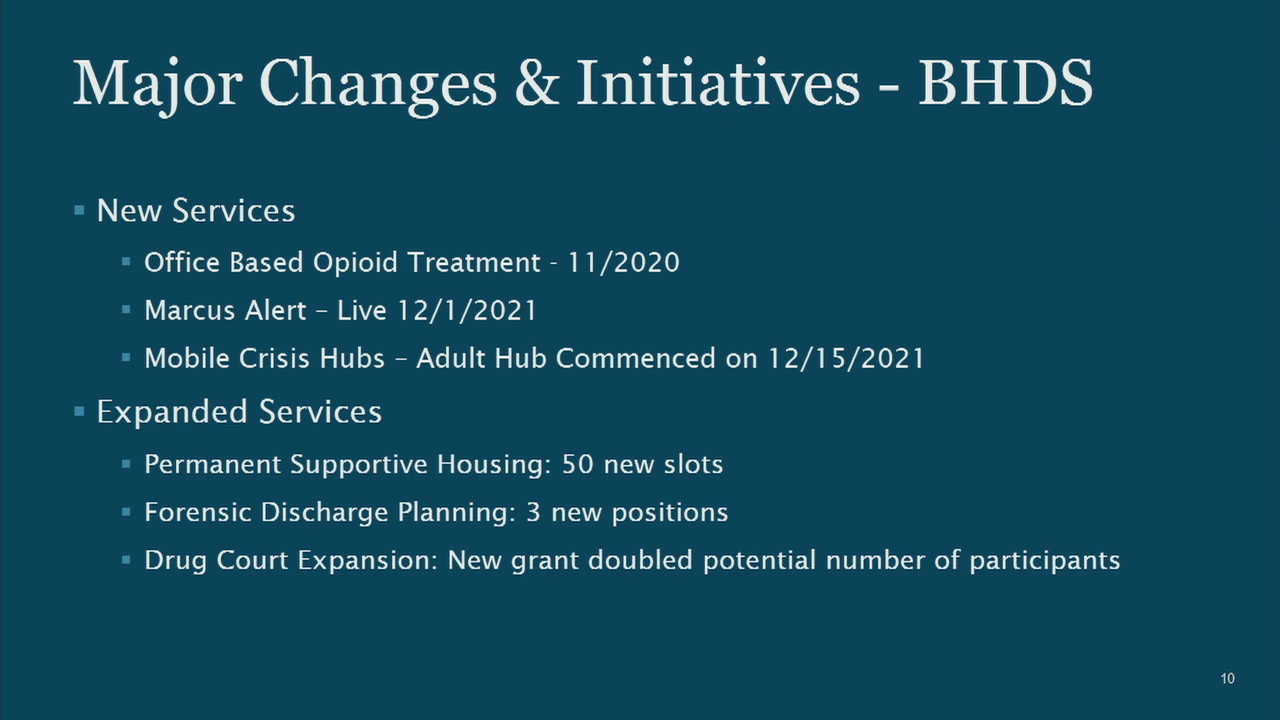 Major Changes & Initiatives - BHDS
New Services
Office Based Opioid Treatment - 11/2020
Marcus Alert – Live 12/1/2021
Mobile Crisis Hubs – Adult Hub Commenced on 12/15/2021
Expanded Services
Permanent Supportive Housing: 50 new slots
Forensic Discharge Planning: 3 new positions
Drug Court Expansion: New grant doubled potential number of participants
10